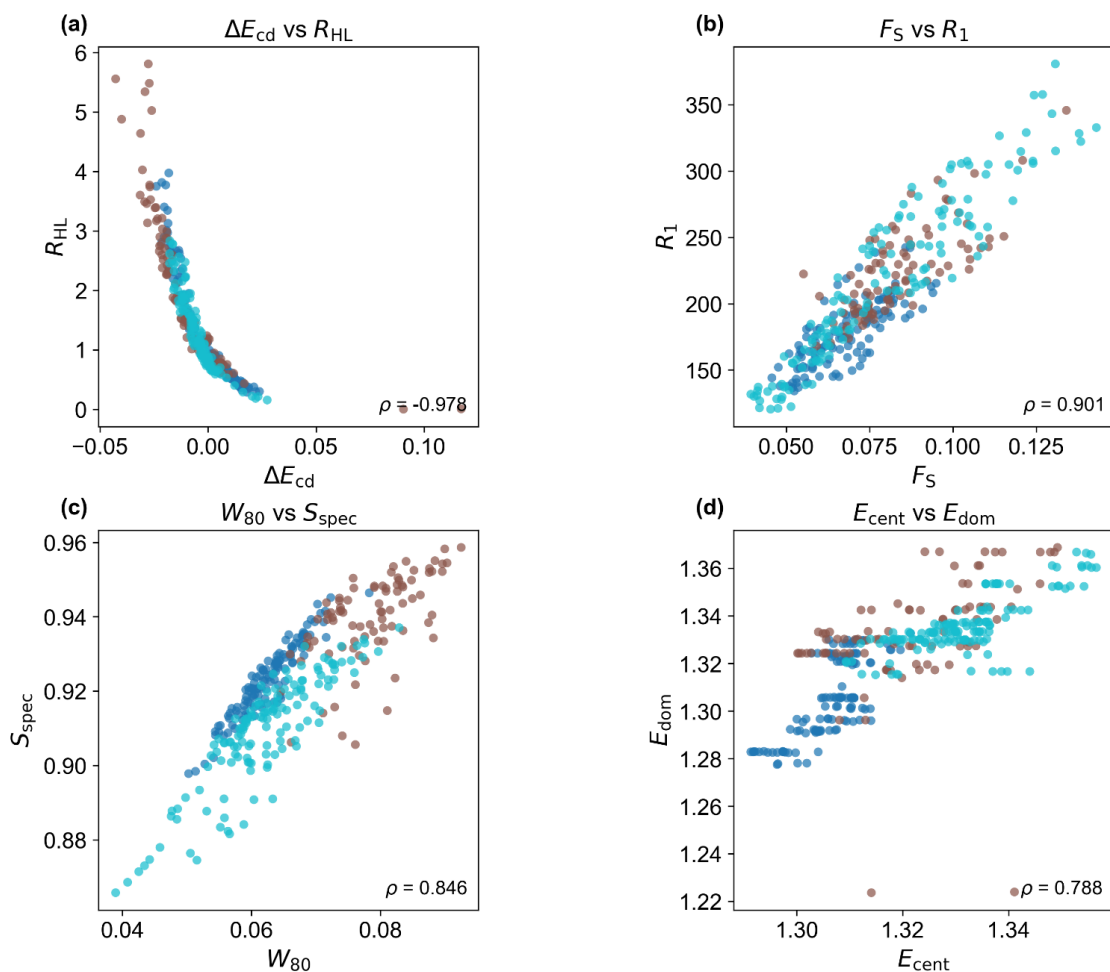 (a)
ΔE_cd vs R_HL
6
5
4
3
2
1
0
R_HL
−0.05
0.00
0.05
0.10
ΔE_cd
ρ = -0.978
(b)
F_S vs R_1
350
300
250
200
150
R_1
0.050
0.075
0.100
0.125
F_S
ρ = 0.901
(c)
W_80 vs S_spec
0.96
0.94
0.92
0.90
0.88
S_spec
0.04
0.06
0.08
W_80
ρ = 0.846
(d)
E_cent vs E_dom
1.36
1.34
1.32
1.30
1.28
1.26
1.24
1.22
E_dom
1.30
1.32
1.34
E_cent
ρ = 0.788